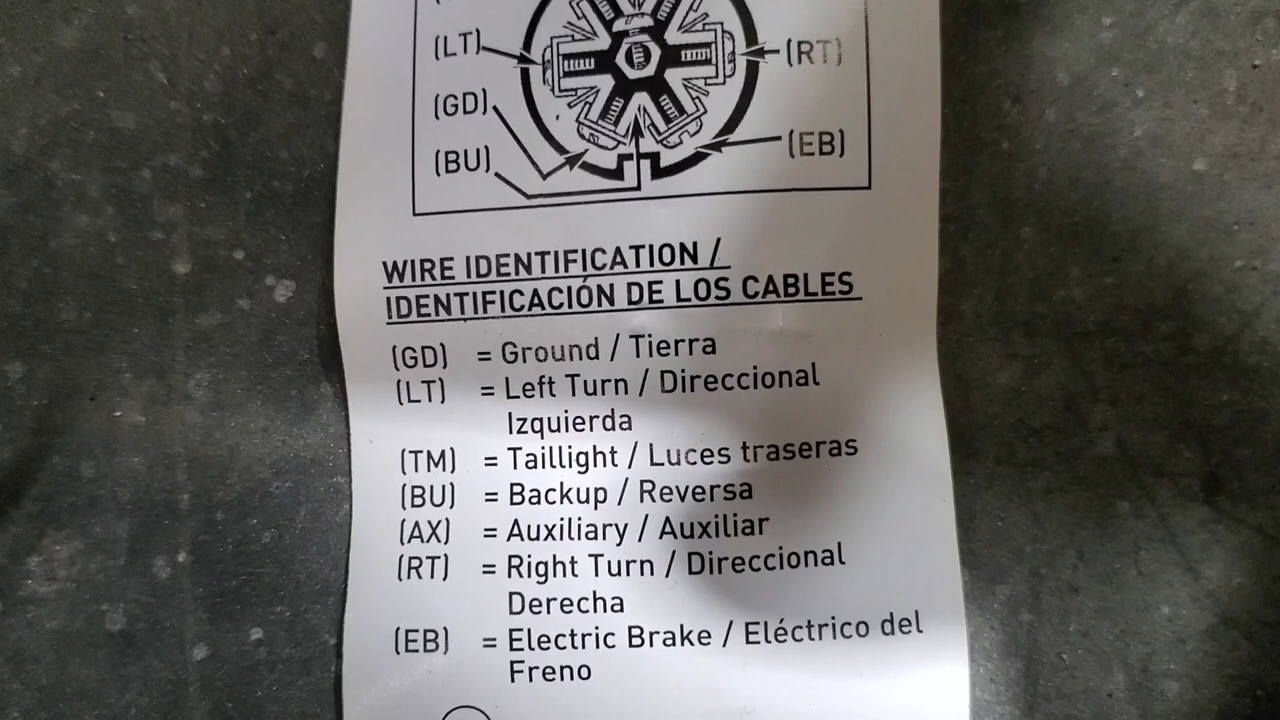 (LT)
(RT)
(GD)
(BU)
(EB)
WIRE IDENTIFICATION /
IDENTIFICACIÓN DE LOS CABLES
(GD) = Ground / Tierra
(LT) = Left Turn / Direccional
Izquierda
(TM) = Taillight / Luces traseras
(BU) = Backup / Reversa
(AX) = Auxiliary / Auxiliar
(RT) = Right Turn / Direccional
Derecha
(EB) = Electric Brake / Eléctrico del
Freno